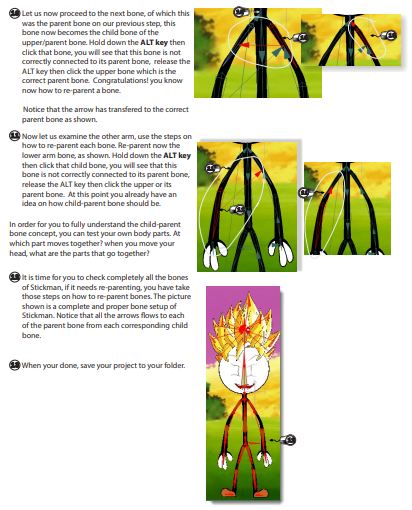 Let us now proceed to the next bone, of which this
was the parent bone on our previous step, this
bone now becomes the child bone of the
upper/parent bone. Hold down the ALT key then
click that bone, you will see that this bone is not
correctly connected to its parent bone, release the
ALT key then click the upper bone which is the
correct parent bone. Congratulations! you know
now how to re-parent a bone.
Notice that the arrow has transfered to the correct
parent bone as shown.
Now let us examine the other arm, use the steps on
how to re-parent each bone. Re-parent now the
lower arm bone, as shown. Hold down the ALT key
then click that child bone, you will see that this
bone is not correctly connected to its parent bone,
release the ALT key then click the upper or its
parent bone. At this point you already have an
idea on how child-parent bone should be.
In order for you to fully understand the child-parent
bone concept, you can test your own body parts. At
which part moves together? when you move your
head, what are the parts that go together?
It is time for you to check completely all the bones
of Stickman, if it needs re-parenting, you have take
those steps on how to re-parent bones. The picture
shown is a complete and proper bone setup of
Stickman. Notice that all the arrows flows to each
of the parent bone from each corresponding child
bone.
When your done, save your project to your folder.